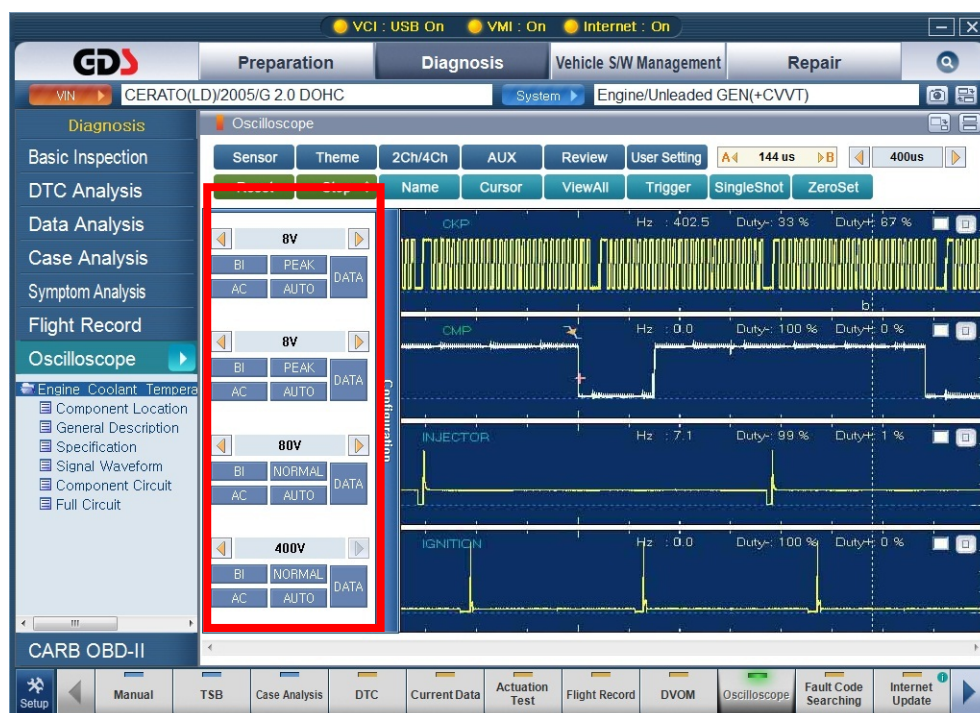 VCI : USB On VMI : On Internet : On
GDS Preparation Diagnosis Vehicle S/W Management Repair
VIN CERATO(LD)/2005/G 2.0 DOHC System Engine/Unleaded GEN(+CVVT)
Diagnosis
Basic Inspection
DTC Analysis
Data Analysis
Case Analysis
Symptom Analysis
Flight Record
Oscilloscope
Engine Coolant Tempera
Component Location
General Description
Specification
Signal Waveform
Component Circuit
Full Circuit
CARB OBD-II
Oscilloscope
Sensor Theme 2Ch/4Ch AUX Review User Setting A 144 us B 400us
Reset Stop Name Cursor ViewAll Trigger SingleShot ZeroSet
8V
BI PEAK DATA
AC AUTO
8V
BI PEAK DATA
AC AUTO
80V
BI NORMAL DATA
AC AUTO
400V
BI NORMAL DATA
AC AUTO
Configuration
CKP Hz : 402.5 Duty-: 33 % Duty+: 67 %
b
CMP Hz : 0.0 Duty-: 100 % Duty+: 0 %
INJECTOR Hz : 7.1 Duty-: 99 % Duty+: 1 %
IGNITION Hz : 0.0 Duty-: 100 % Duty+: 0 %
Setup Manual TSB Case Analysis DTC Current Data Actuation Test Flight Record DVOM Oscilloscope Fault Code Searching Internet Update